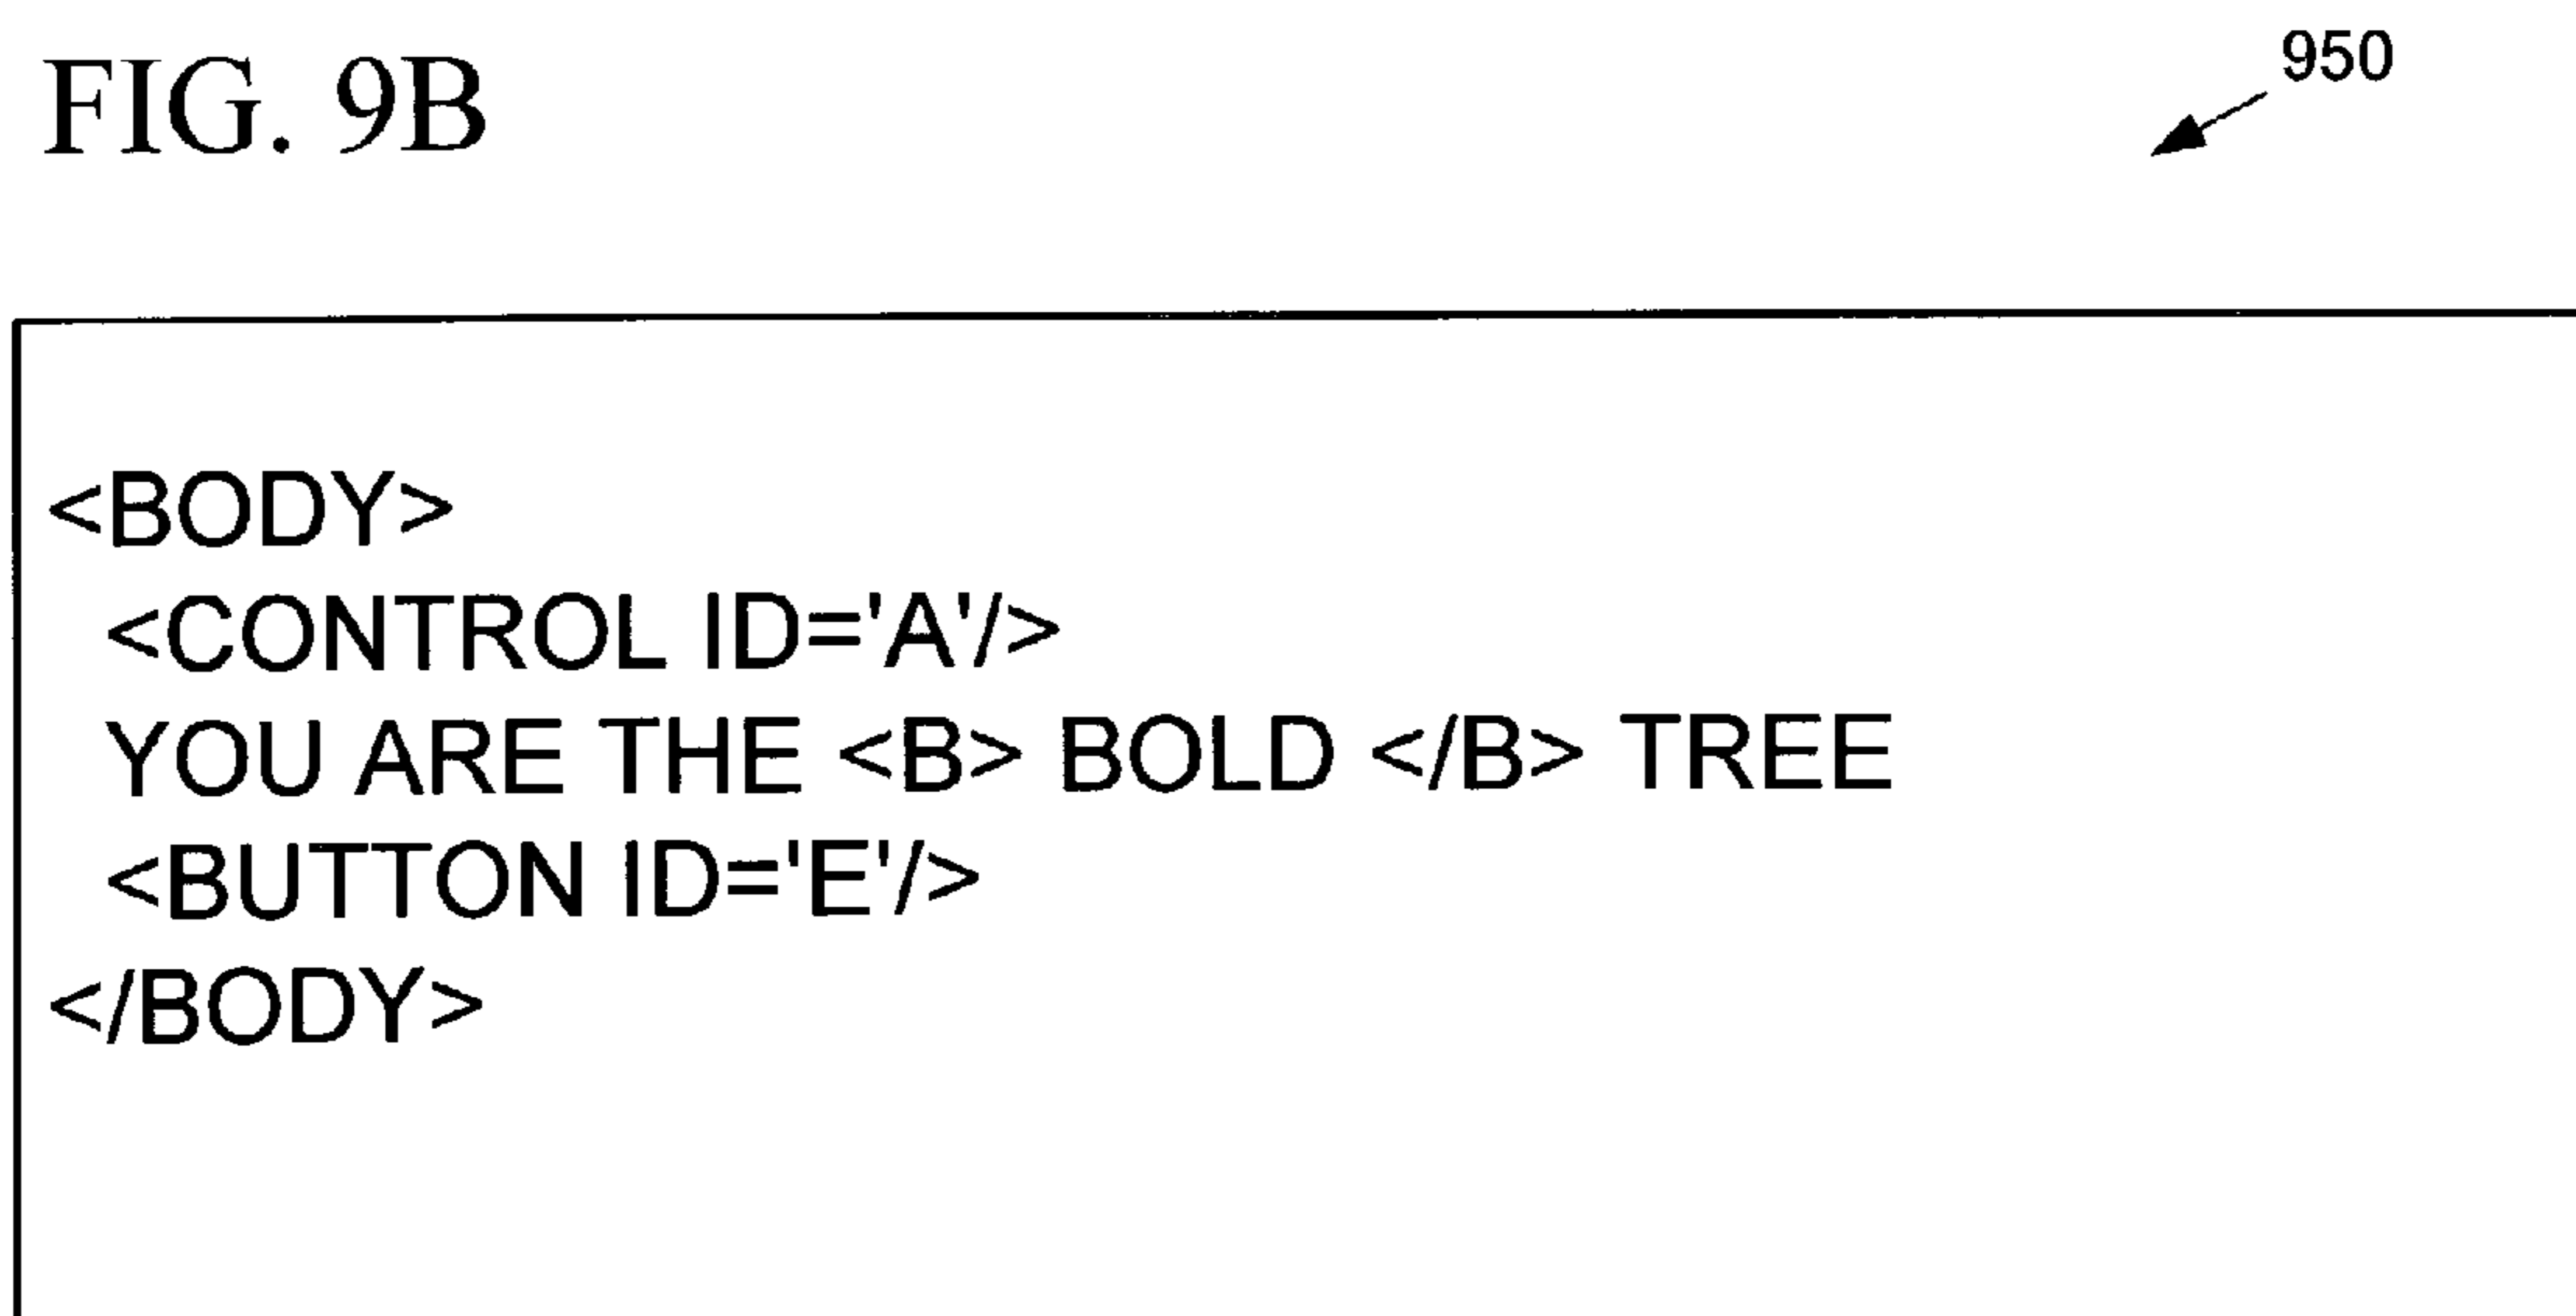 FIG. 9B
950
<BODY>
<CONTROL ID='A'/>
YOU ARE THE <B> BOLD </B> TREE
<BUTTON ID='E'/>
</BODY>